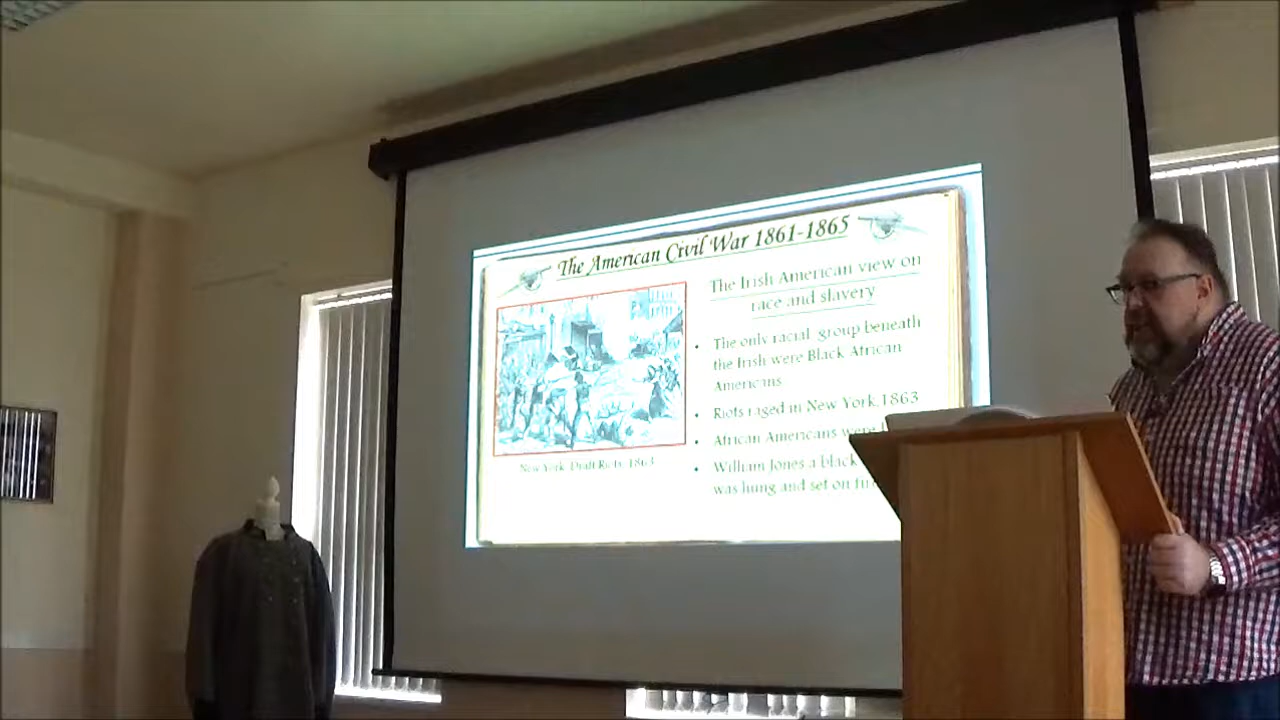 The American Civil War 1861-1865
The Irish American view on
race and slavery
• The only racial group beneath
the Irish were Black African
Americans.
• Riots raged in New York 1863
• African Americans were
• William Jones a black
was hung and set on
New York Draft Riots 1863